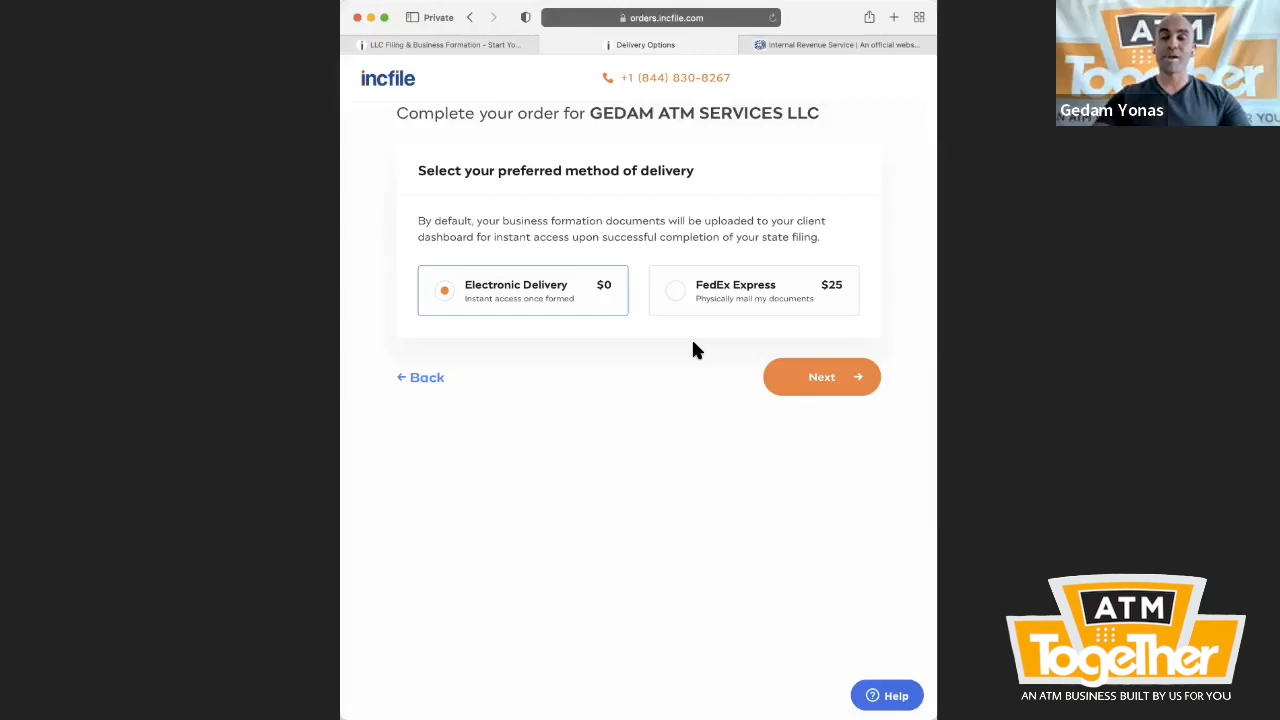 Private
orders.incfile.com
LLC Filing & Business Formation – Start Yo...
Delivery Options
Internal Revenue Service | An official webs...
incfile
+1 (844) 830-8267
Complete your order for GEDAM ATM SERVICES LLC
Select your preferred method of delivery
By default, your business formation documents will be uploaded to your client
dashboard for instant access upon successful completion of your state filing.
Electronic Delivery $0
Instant access once formed
FedEx Express $25
Physically mail my documents
Back
Next
Help
ATM
Together
Gedam Yonas
ATM
Together
AN ATM BUSINESS BUILT BY US FOR YOU